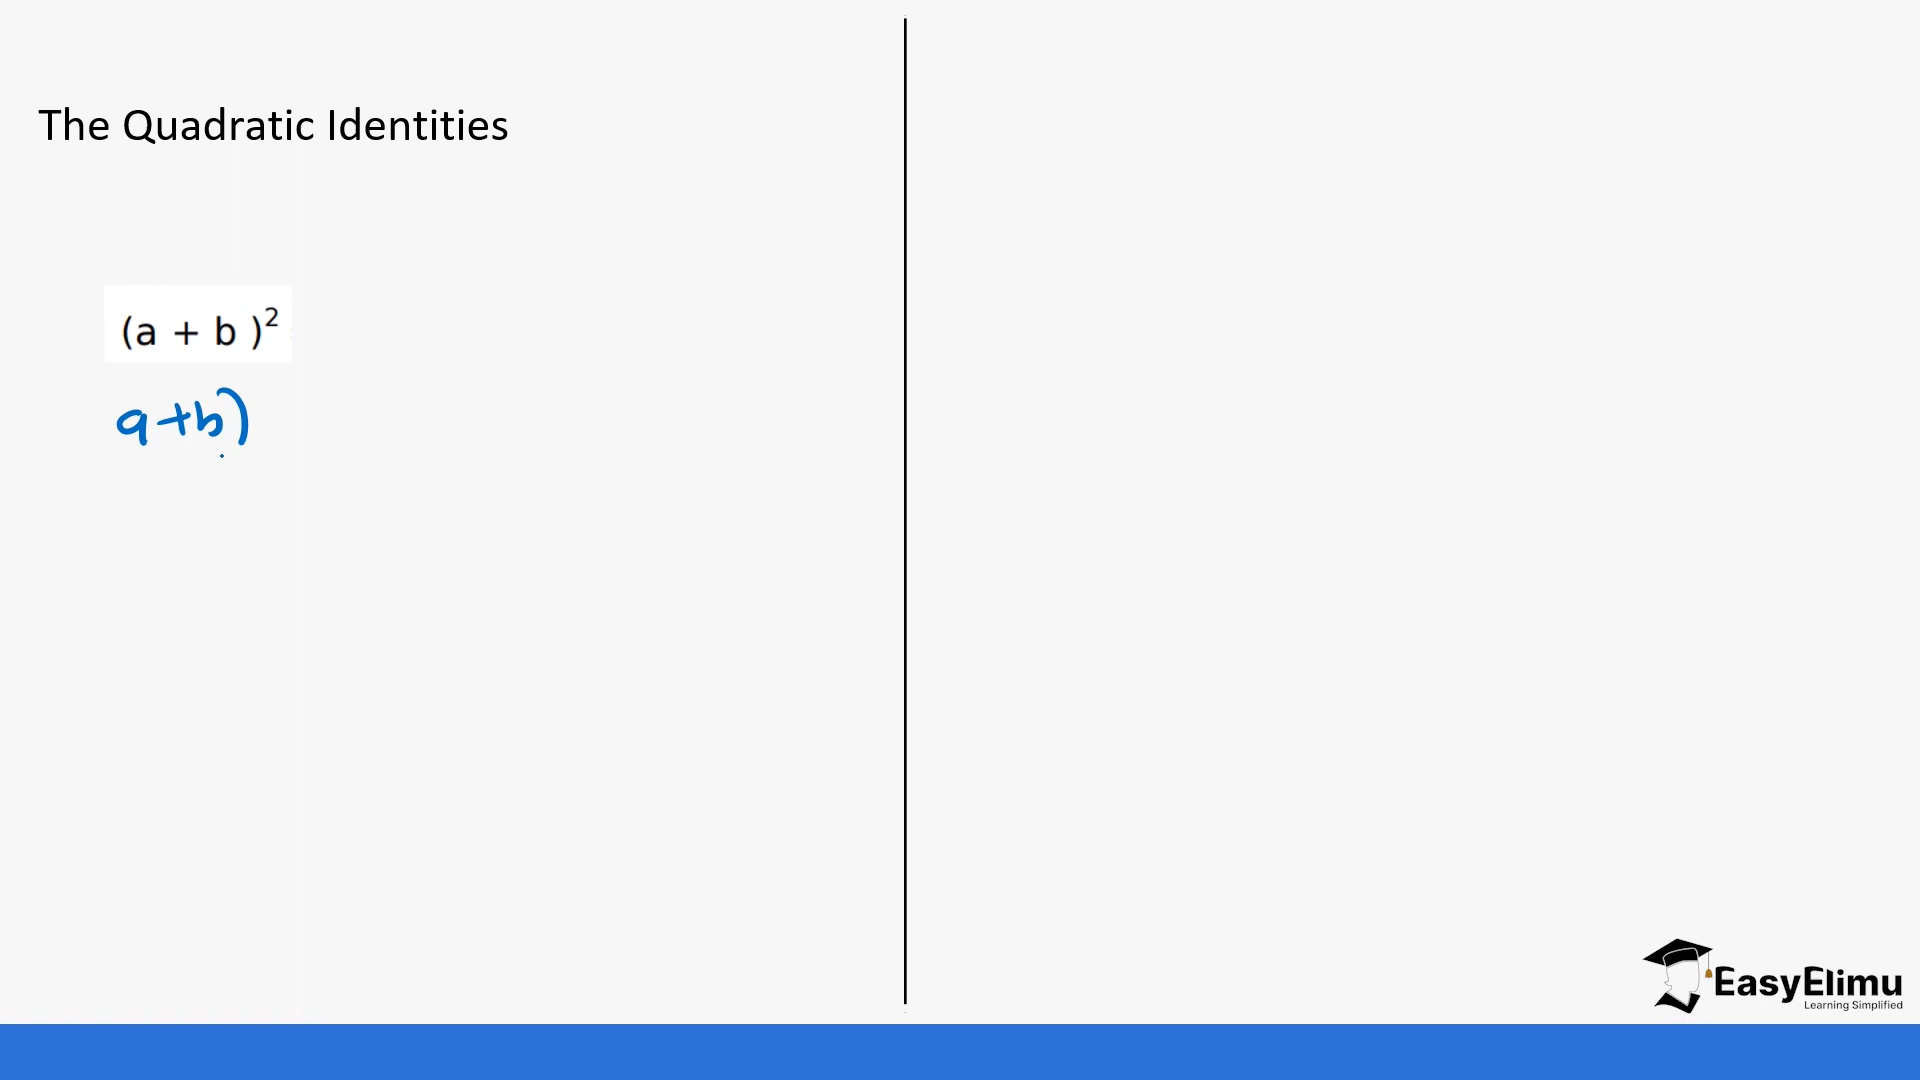 The Quadratic Identities
(a + b )²
a+b)
EasyElimu
Learning Simplified